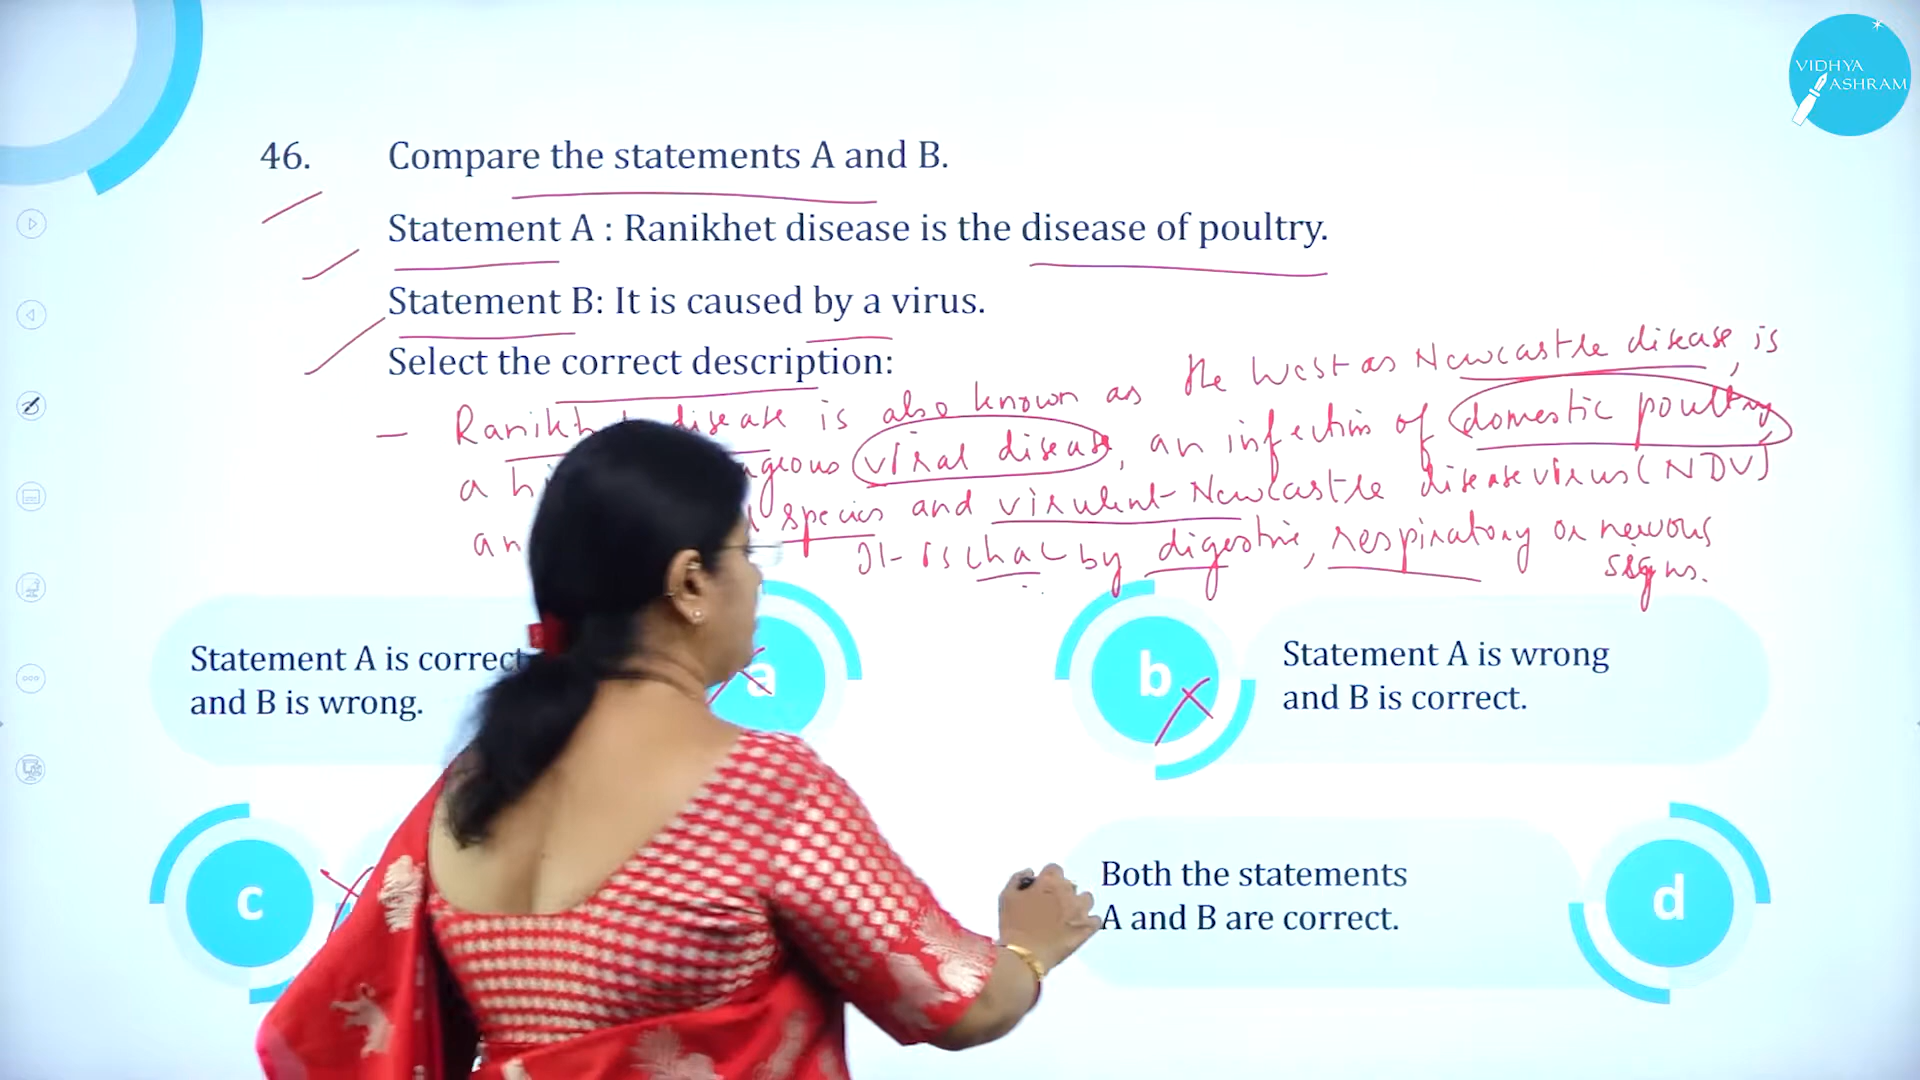 VIDHYA
ASHRAM
46. Compare the statements A and B.
Statement A : Ranikhet disease is the disease of poultry.
Statement B: It is caused by a virus.
Select the correct description:
- disease is also known as the West as Newcastle disease, is
a viral disease, an infection of domestic poultry
species and virulent Newcastle disease virus (NDV)
It is chac by digestive, respiratory or nervous
signs.
Statement A is correct
and B is wrong.
a
b
Statement A is wrong
and B is correct.
c
Both the statements
A and B are correct.
d